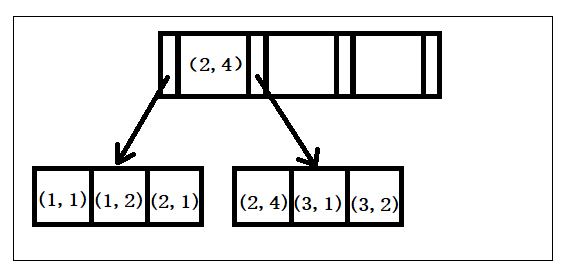 (2, 4)
(1, 1) (1, 2) (2, 1) (2, 4) (3, 1) (3, 2)